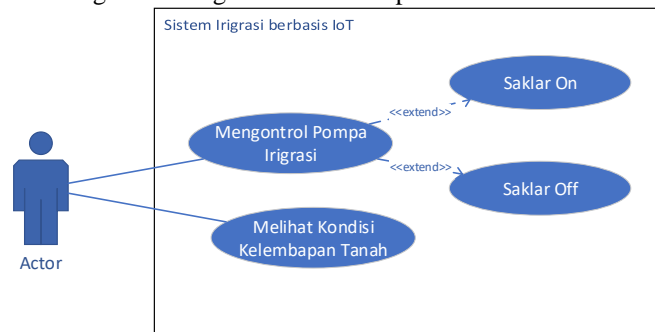 Sistem Irigrasi berbasis IoT
Saklar On
<<extend>>
Mengontrol Pompa
Irigrasi
<<extend>>
Saklar Off
Melihat Kondisi
Kelembapan Tanah
Actor